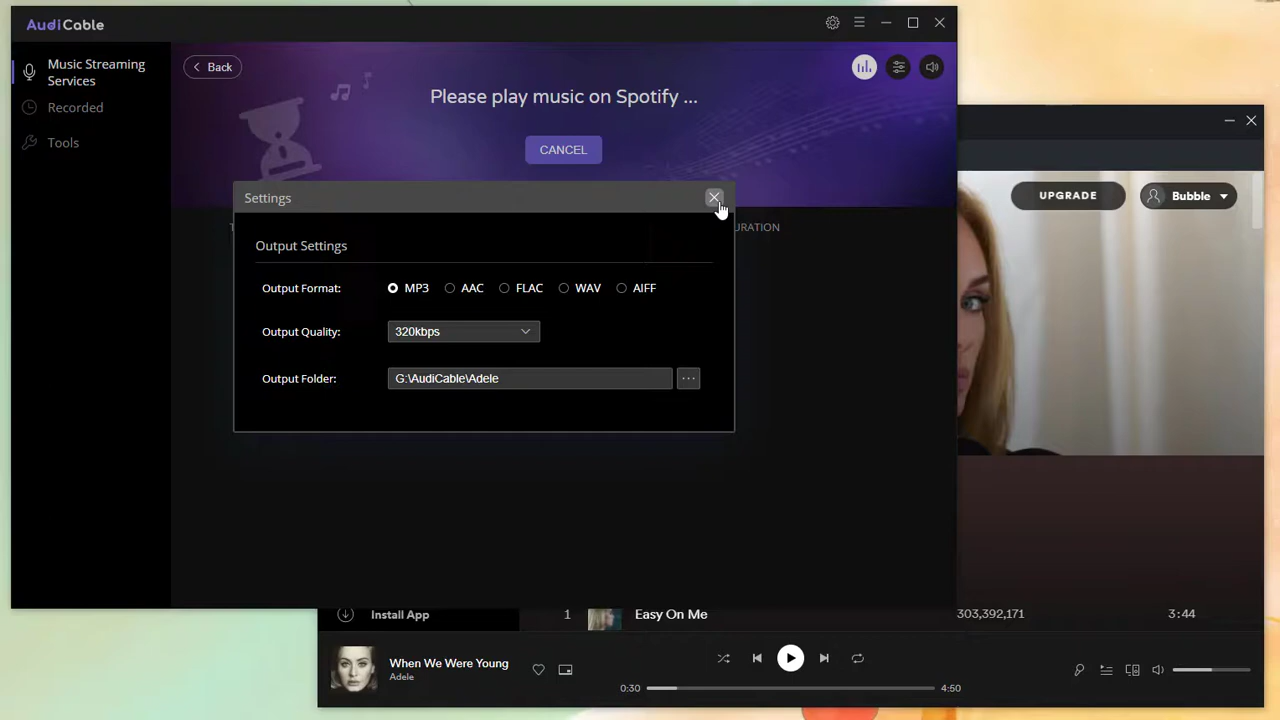 AudiCable
Music Streaming
Services
Recorded
Tools
Back
Please play music on Spotify ...
CANCEL
Settings
URATION
Output Settings
Output Format:
MP3
AAC
FLAC
WAV
AIFF
Output Quality:
320kbps
Output Folder:
G:\AudiCable\Adele
...
UPGRADE
Bubble
Install App
1
Easy On Me
303,392,171
3:44
When We Were Young
Adele
0:30
4:50